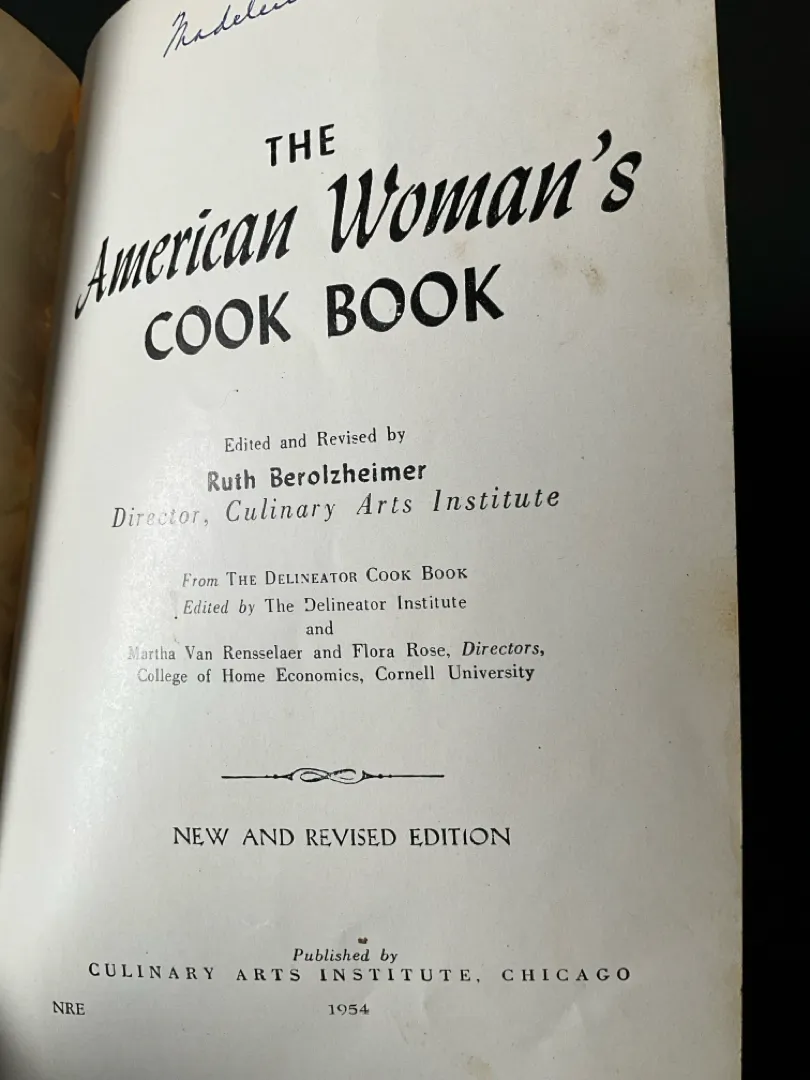 THE
American Woman's
COOK BOOK
Edited and Revised by
Ruth Berolzheimer
Director, Culinary Arts Institute
From THE DELINEATOR COOK BOOK
Edited by The Delineator Institute
and
Martha Van Rensselaer and Flora Rose, Directors,
College of Home Economics, Cornell University
NEW AND REVISED EDITION
Published by
CULINARY ARTS INSTITUTE, CHICAGO
NRE 1954